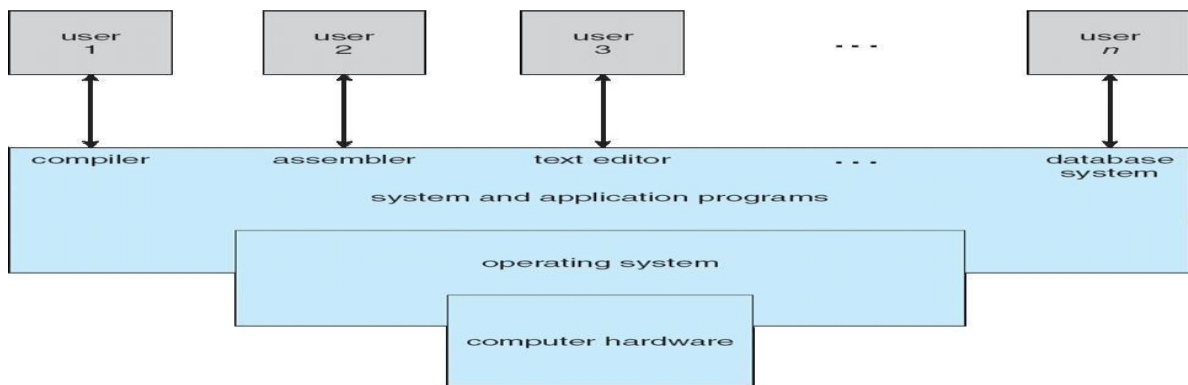 user
1
user
2
user
3
...
user
n
compiler
assembler
text editor
...
database
system
system and application programs
operating system
computer hardware